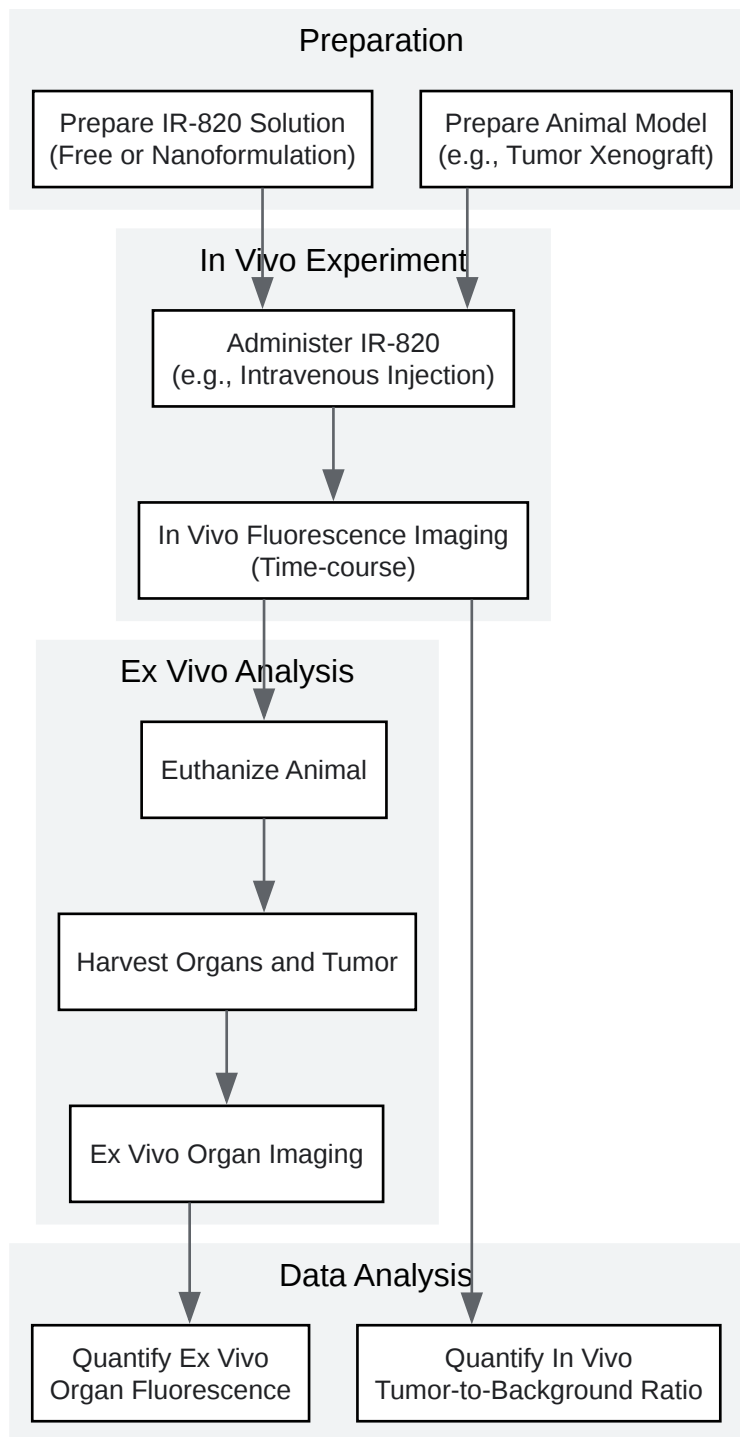 Preparation
Prepare IR-820 Solution
(Free or Nanoformulation)
Prepare Animal Model
(e.g., Tumor Xenograft)
In Vivo Experiment
Administer IR-820
(e.g., Intravenous Injection)
In Vivo Fluorescence Imaging
(Time-course)
Ex Vivo Analysis
Euthanize Animal
Harvest Organs and Tumor
Ex Vivo Organ Imaging
Data Analysis
Quantify Ex Vivo
Organ Fluorescence
Quantify In Vivo
Tumor-to-Background Ratio